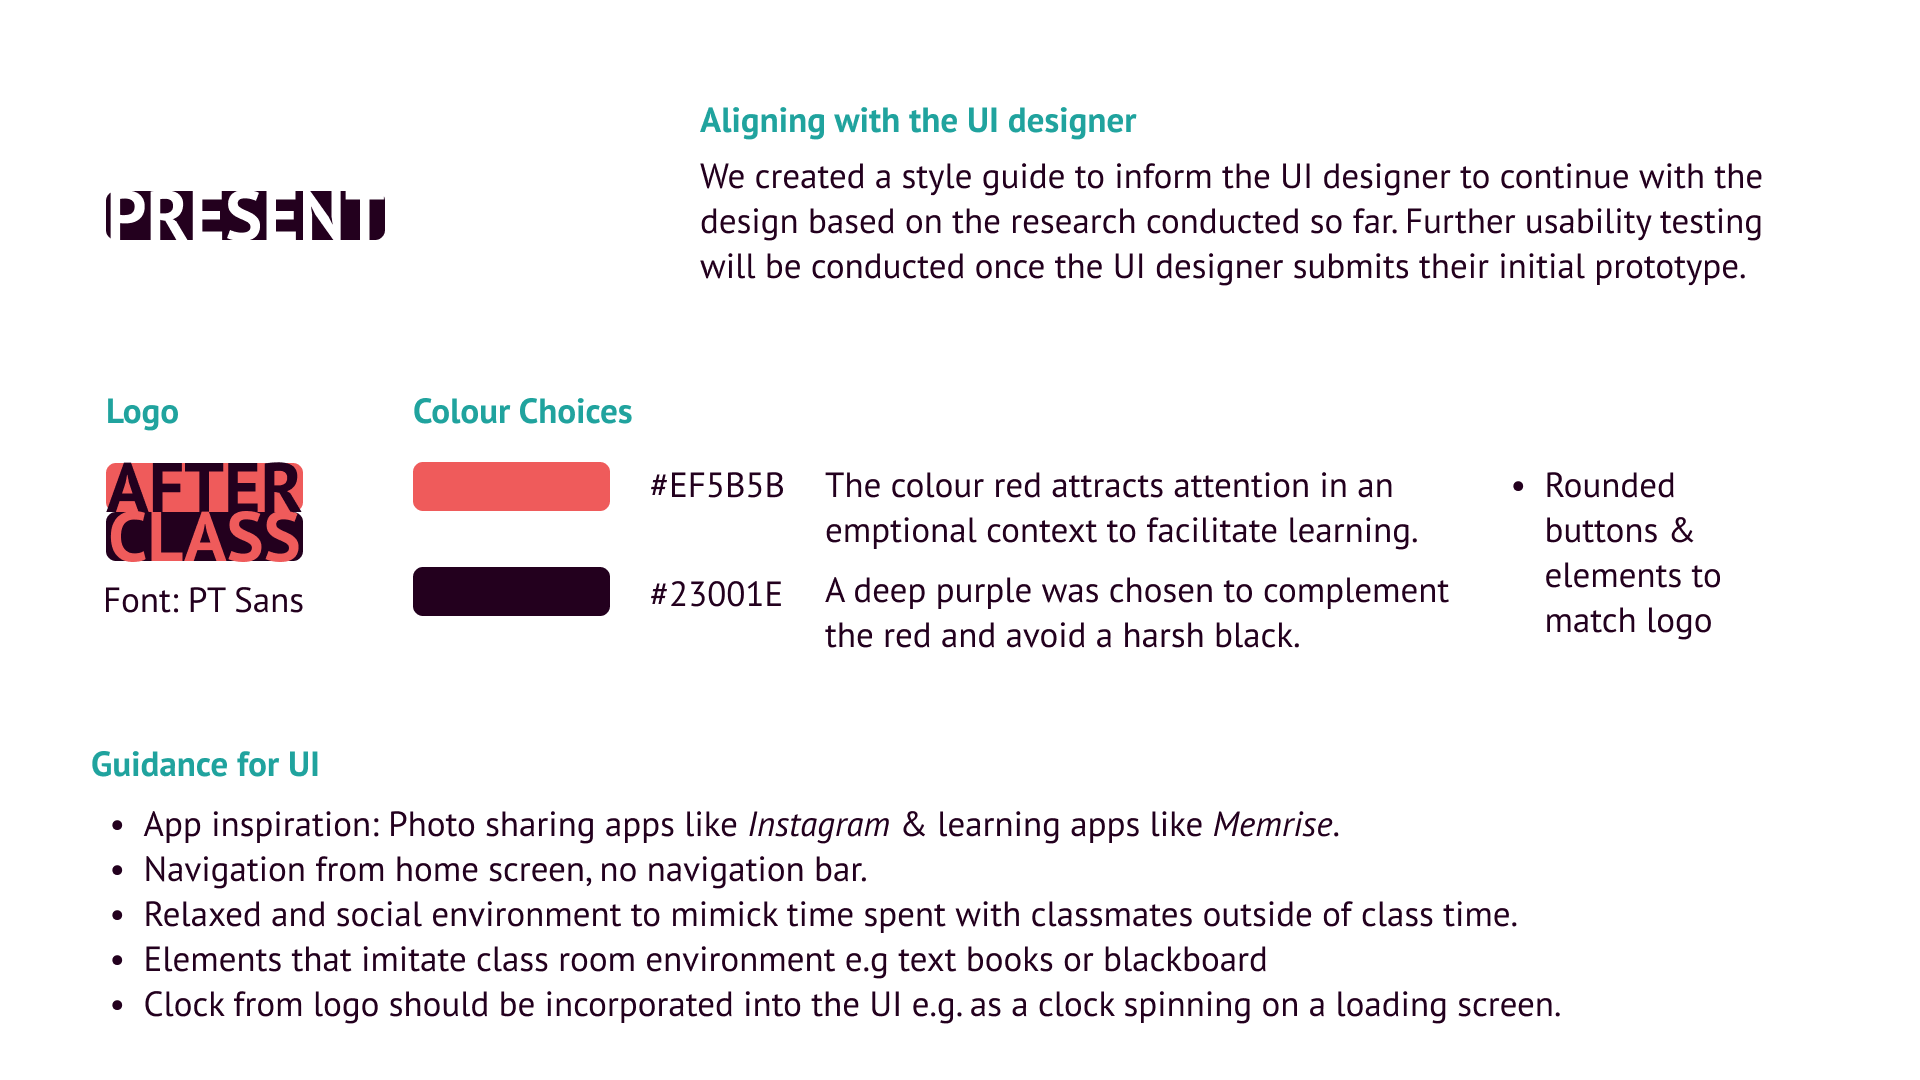 PRESENT
Aligning with the UI designer
We created a style guide to inform the UI designer to continue with the
design based on the research conducted so far. Further usability testing
will be conducted once the UI designer submits their initial prototype.
Logo
AFTER
CLASS
Font: PT Sans
Colour Choices
#EF5B5B
The colour red attracts attention in an
emptional context to facilitate learning.
#23001E
A deep purple was chosen to complement
the red and avoid a harsh black.
• Rounded
buttons &
elements to
match logo
Guidance for UI
• App inspiration: Photo sharing apps like Instagram & learning apps like Memrise.
• Navigation from home screen, no navigation bar.
• Relaxed and social environment to mimick time spent with classmates outside of class time.
• Elements that imitate class room environment e.g text books or blackboard
• Clock from logo should be incorporated into the UI e.g. as a clock spinning on a loading screen.